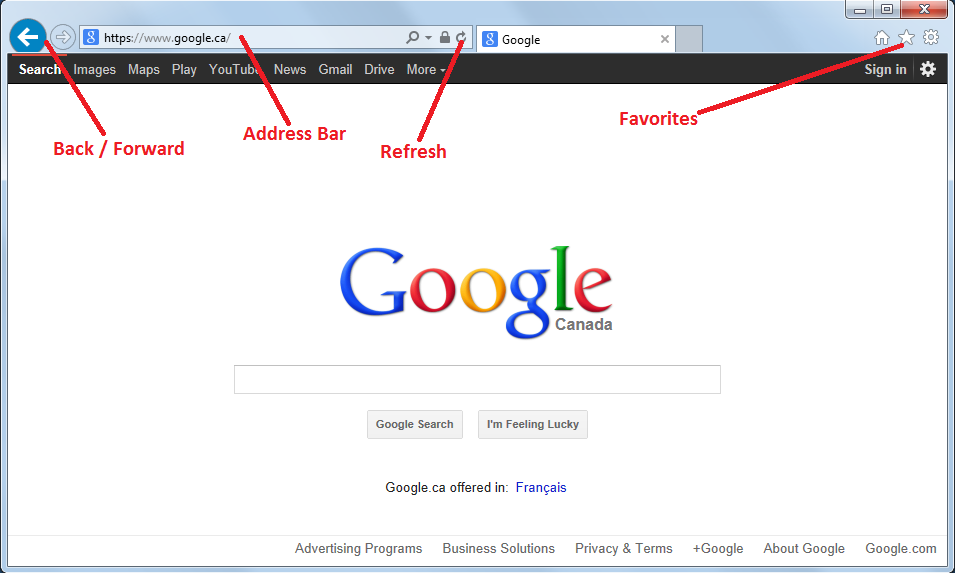 https://www.google.ca/
Google
Search Images Maps Play YouTube News Gmail Drive More
Sign in
Favorites
Address Bar
Back / Forward
Refresh
Google
Canada
Google Search
I'm Feeling Lucky
Google.ca offered in: Français
Advertising Programs Business Solutions Privacy & Terms +Google About Google Google.com